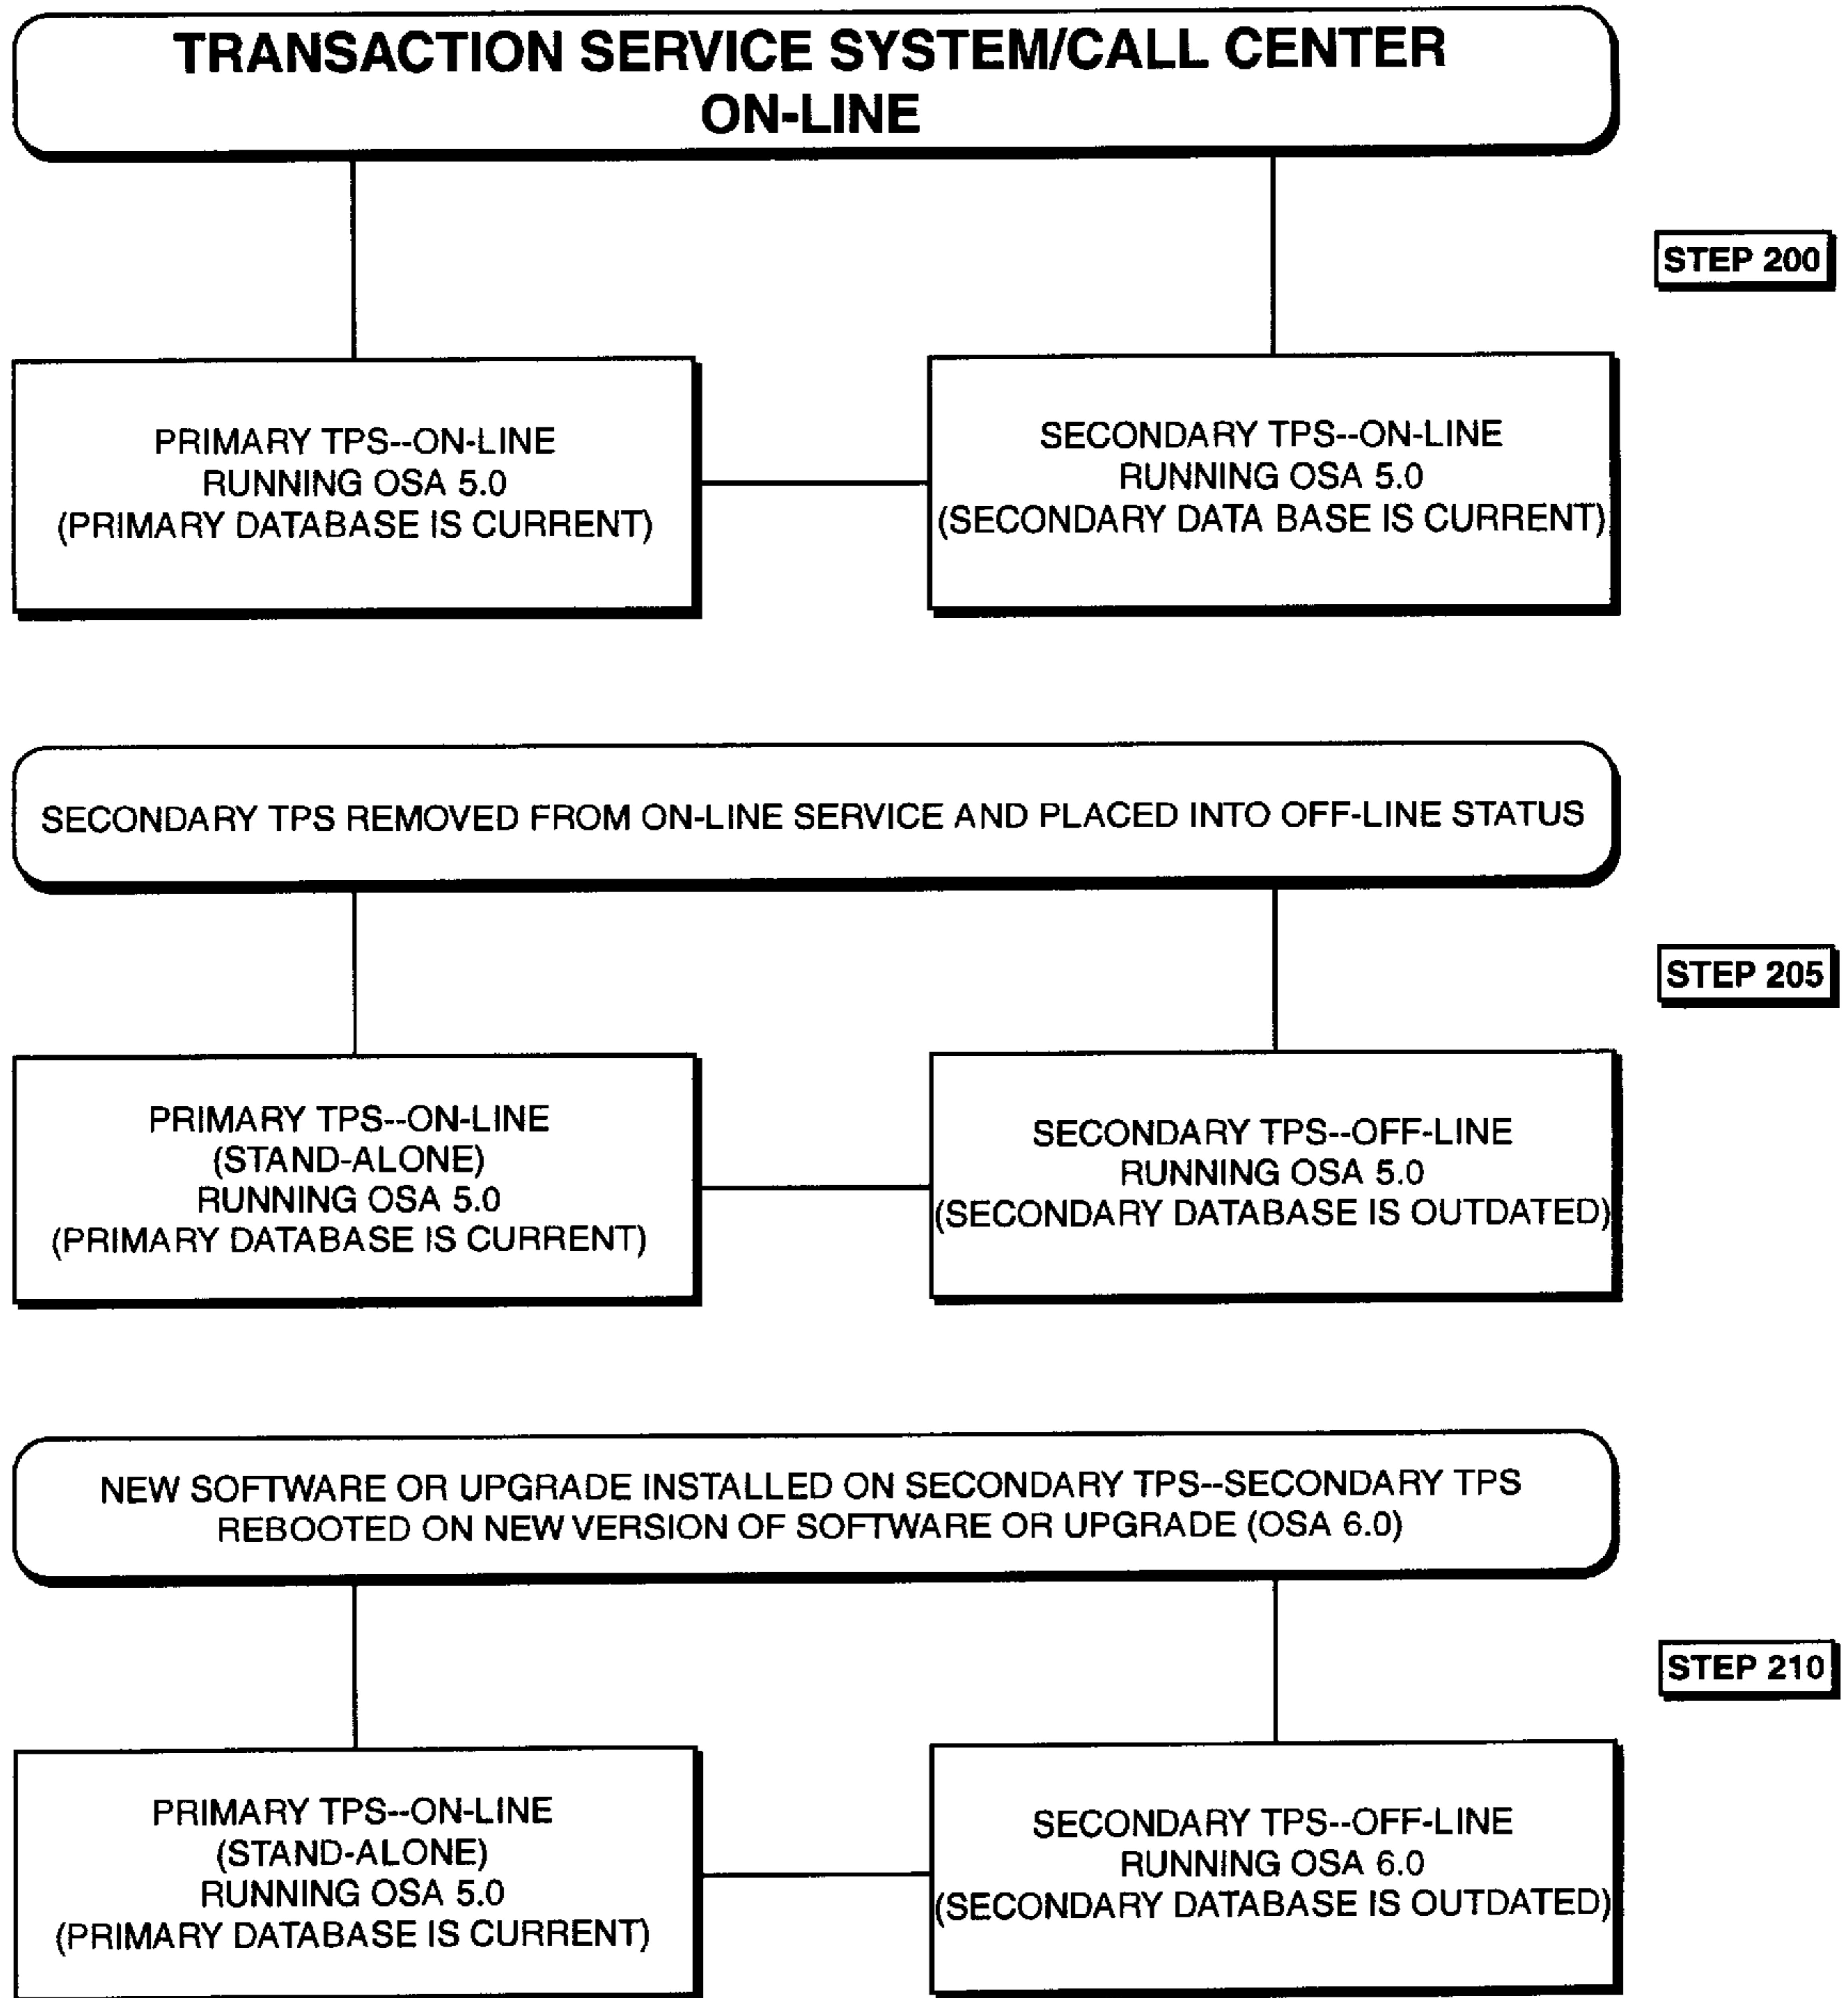 TRANSACTION SERVICE SYSTEM/CALL CENTER
ON-LINE
STEP 200
PRIMARY TPS--ON-LINE
RUNNING OSA 5.0
(PRIMARY DATABASE IS CURRENT)
SECONDARY TPS--ON-LINE
RUNNING OSA 5.0
(SECONDARY DATA BASE IS CURRENT)
SECONDARY TPS REMOVED FROM ON-LINE SERVICE AND PLACED INTO OFF-LINE STATUS
STEP 205
PRIMARY TPS--ON-LINE
(STAND-ALONE)
RUNNING OSA 5.0
(PRIMARY DATABASE IS CURRENT)
SECONDARY TPS--OFF-LINE
RUNNING OSA 5.0
(SECONDARY DATABASE IS OUTDATED)
NEW SOFTWARE OR UPGRADE INSTALLED ON SECONDARY TPS--SECONDARY TPS
REBOOTED ON NEW VERSION OF SOFTWARE OR UPGRADE (OSA 6.0)
STEP 210
PRIMARY TPS--ON-LINE
(STAND-ALONE)
RUNNING OSA 5.0
(PRIMARY DATABASE IS CURRENT)
SECONDARY TPS--OFF-LINE
RUNNING OSA 6.0
(SECONDARY DATABASE IS OUTDATED)